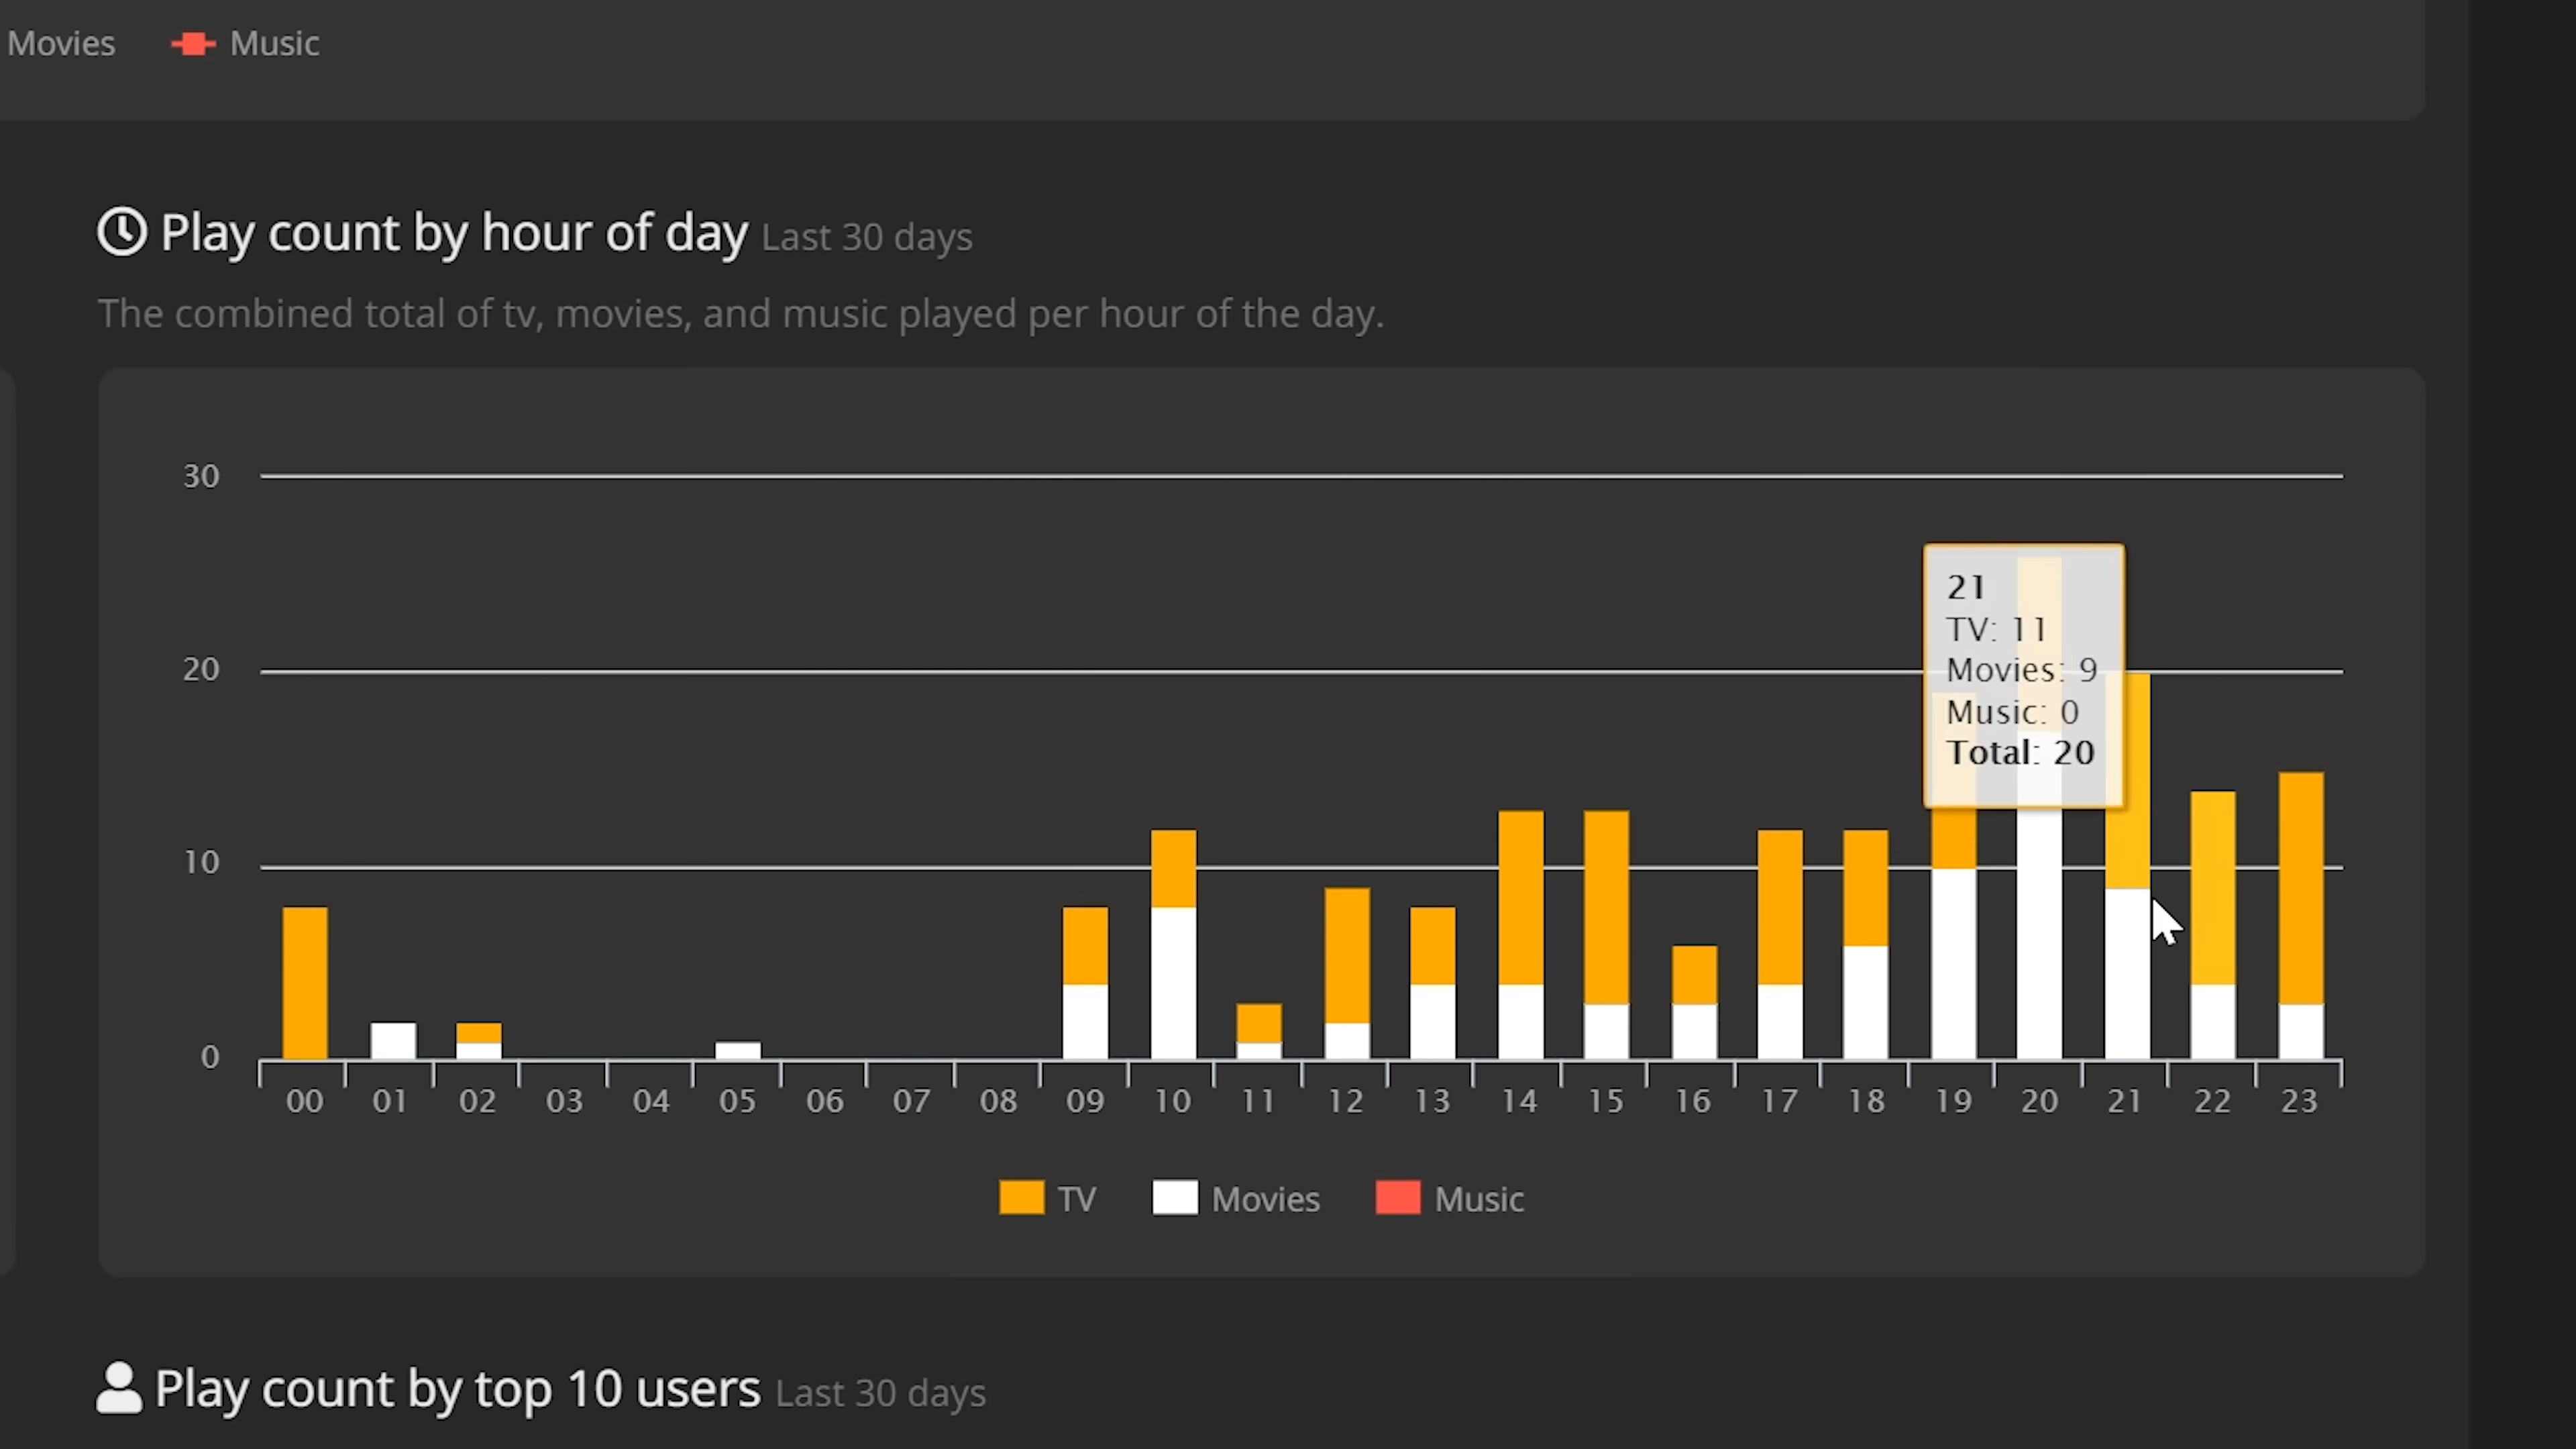 Movies Music
Play count by hour of day Last 30 days
The combined total of tv, movies, and music played per hour of the day.
30
20
10
0
21
TV: 11
Movies: 9
Music: 0
Total: 20
00 01 02 03 04 05 06 07 08 09 10 11 12 13 14 15 16 17 18 19 20 21 22 23
TV Movies Music
Play count by top 10 users Last 30 days